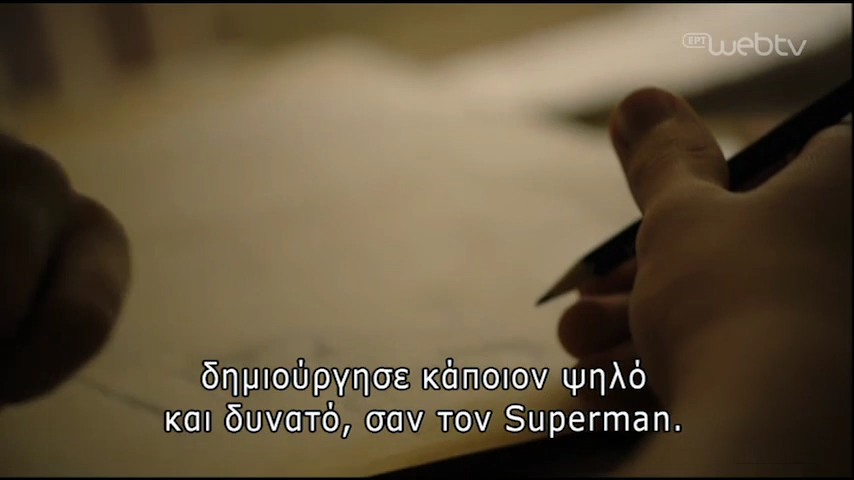 ΕΡΤ webtv
δημιούργησε κάποιον ψηλό
και δυνατό, σαν τον Superman.